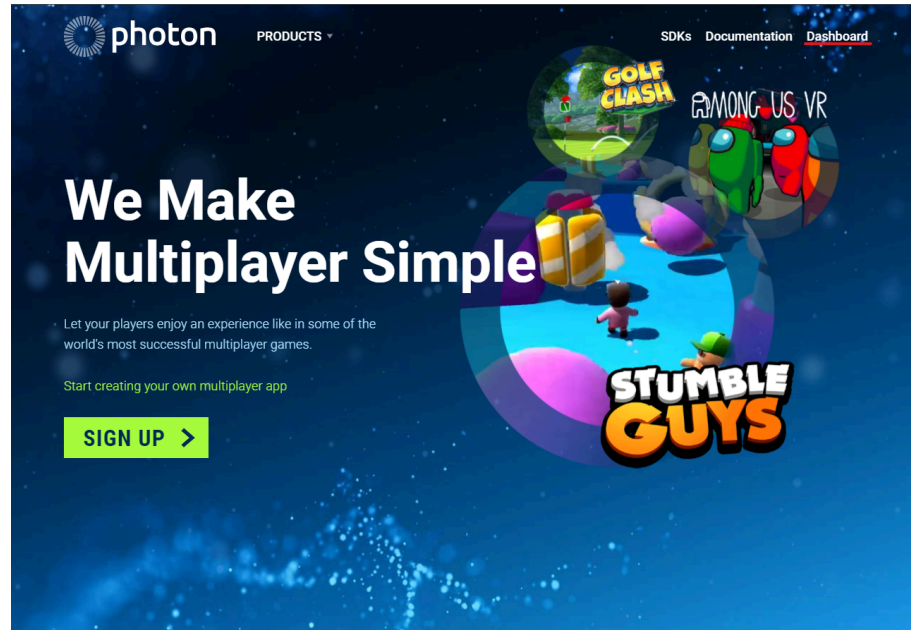 photon
PRODUCTS
SDKs Documentation Dashboard
GOLF
CLASH
AMONG US VR
We Make
Multiplayer Simple
Let your players enjoy an experience like in some of the
world's most successful multiplayer games.
Start creating your own multiplayer app
SIGN UP
STUMBLE
GUYS